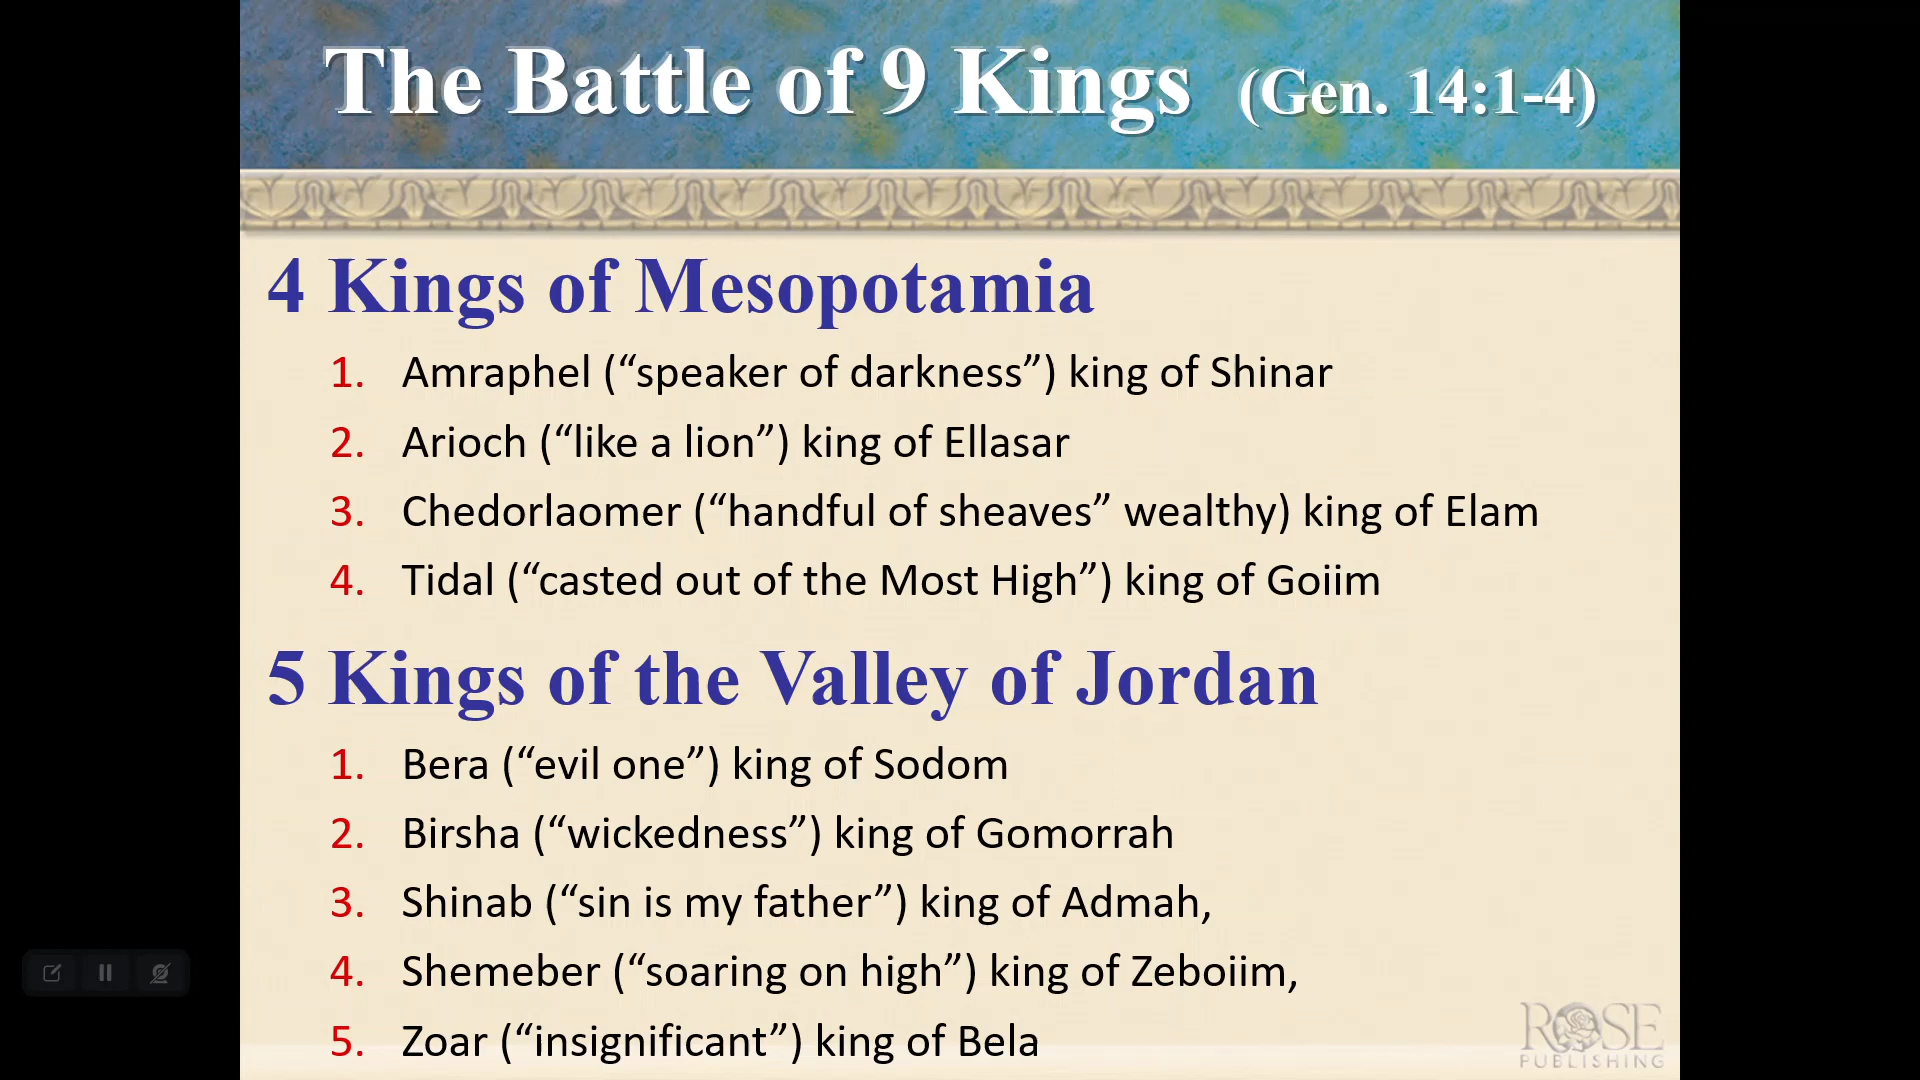 The Battle of 9 Kings (Gen. 14:1-4)
4 Kings of Mesopotamia
1. Amraphel (“speaker of darkness”) king of Shinar
2. Arioch (“like a lion”) king of Ellasar
3. Chedorlaomer (“handful of sheaves” wealthy) king of Elam
4. Tidal (“casted out of the Most High”) king of Goiim
5 Kings of the Valley of Jordan
1. Bera (“evil one”) king of Sodom
2. Birsha (“wickedness”) king of Gomorrah
3. Shinab (“sin is my father”) king of Admah,
4. Shemeber (“soaring on high”) king of Zeboiim,
5. Zoar (“insignificant”) king of Bela
ROSE
PUBLISHING